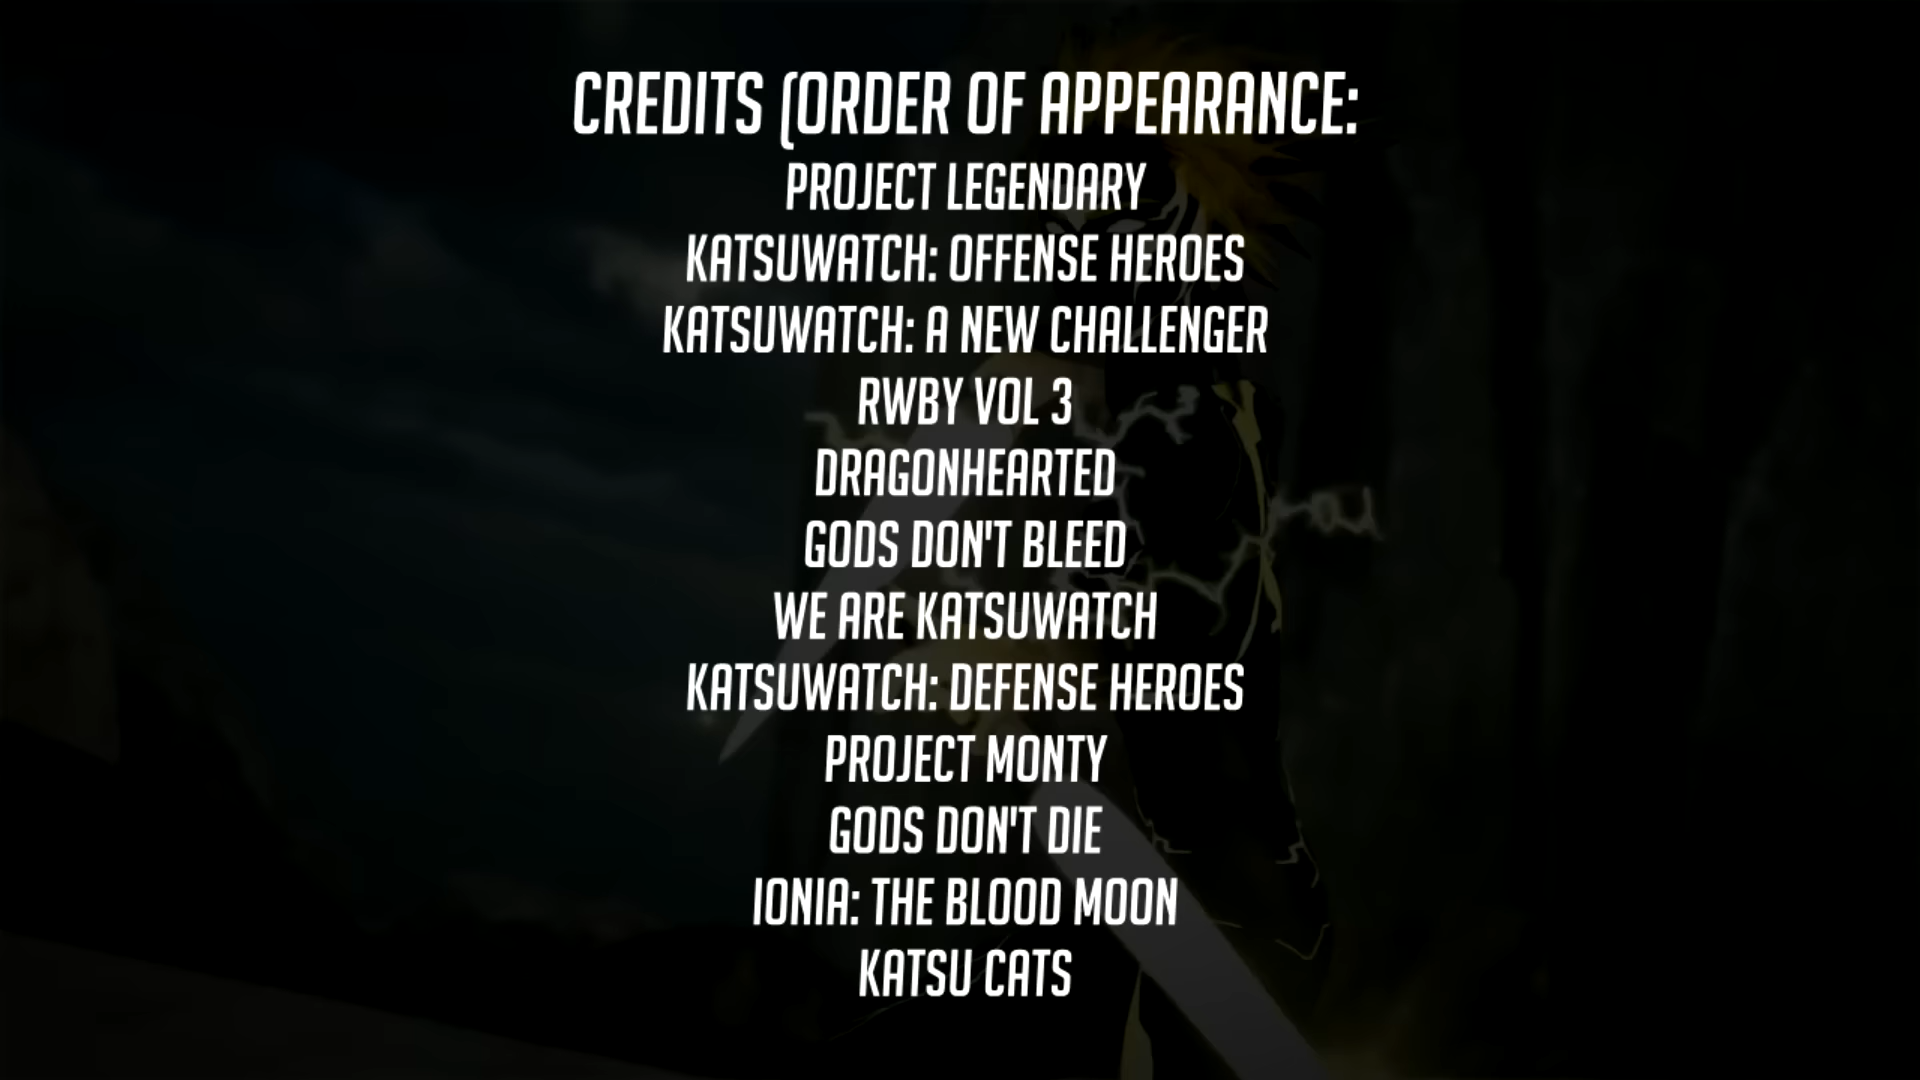 CREDITS (ORDER OF APPEARANCE:
PROJECT LEGENDARY
KATSUWATCH: OFFENSE HEROES
KATSUWATCH: A NEW CHALLENGER
RWBY VOL 3
DRAGONHEARTED
GODS DON'T BLEED
WE ARE KATSUWATCH
KATSUWATCH: DEFENSE HEROES
PROJECT MONTY
GODS DON'T DIE
IONIA: THE BLOOD MOON
KATSU CATS